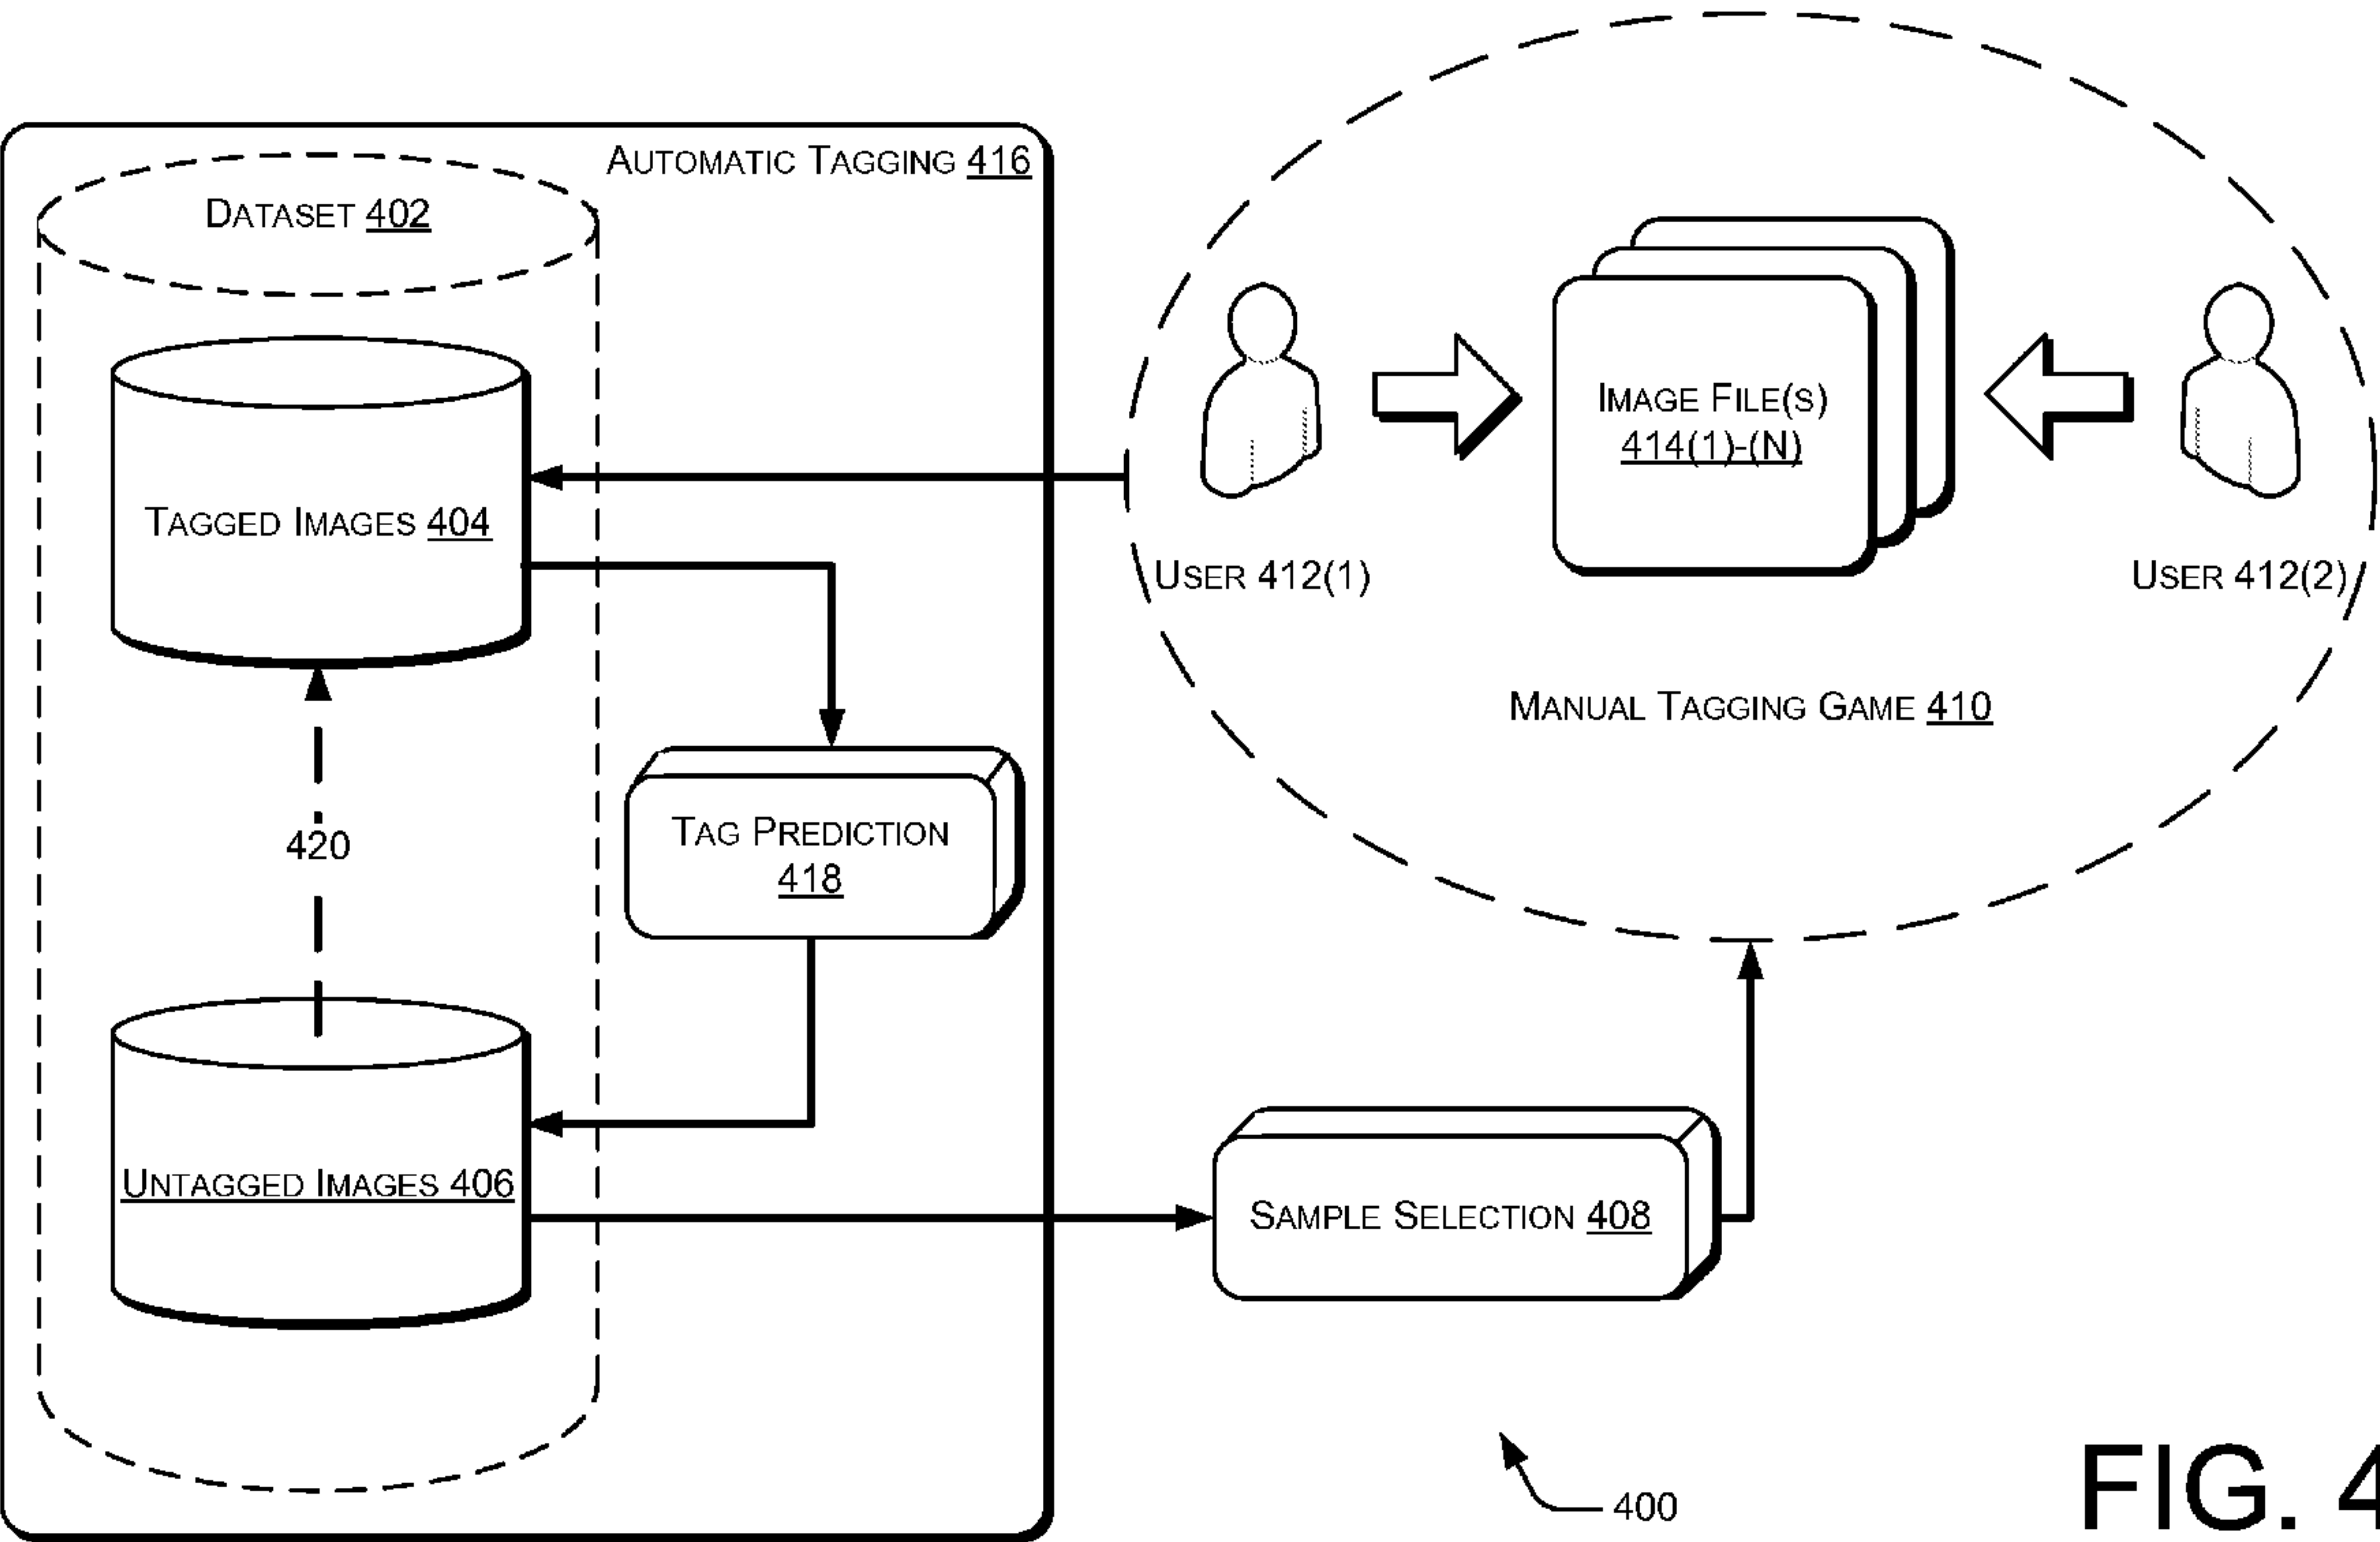 AUTOMATIC TAGGING 416
DATASET 402
IMAGE FILE(S)
414(1)-(N)
TAGGED IMAGES 404
USER 412(1)
USER 412(2)
MANUAL TAGGING GAME 410
TAG PREDICTION
418
420
UNTAGGED IMAGES 406
SAMPLE SELECTION 408
400
FIG. 4